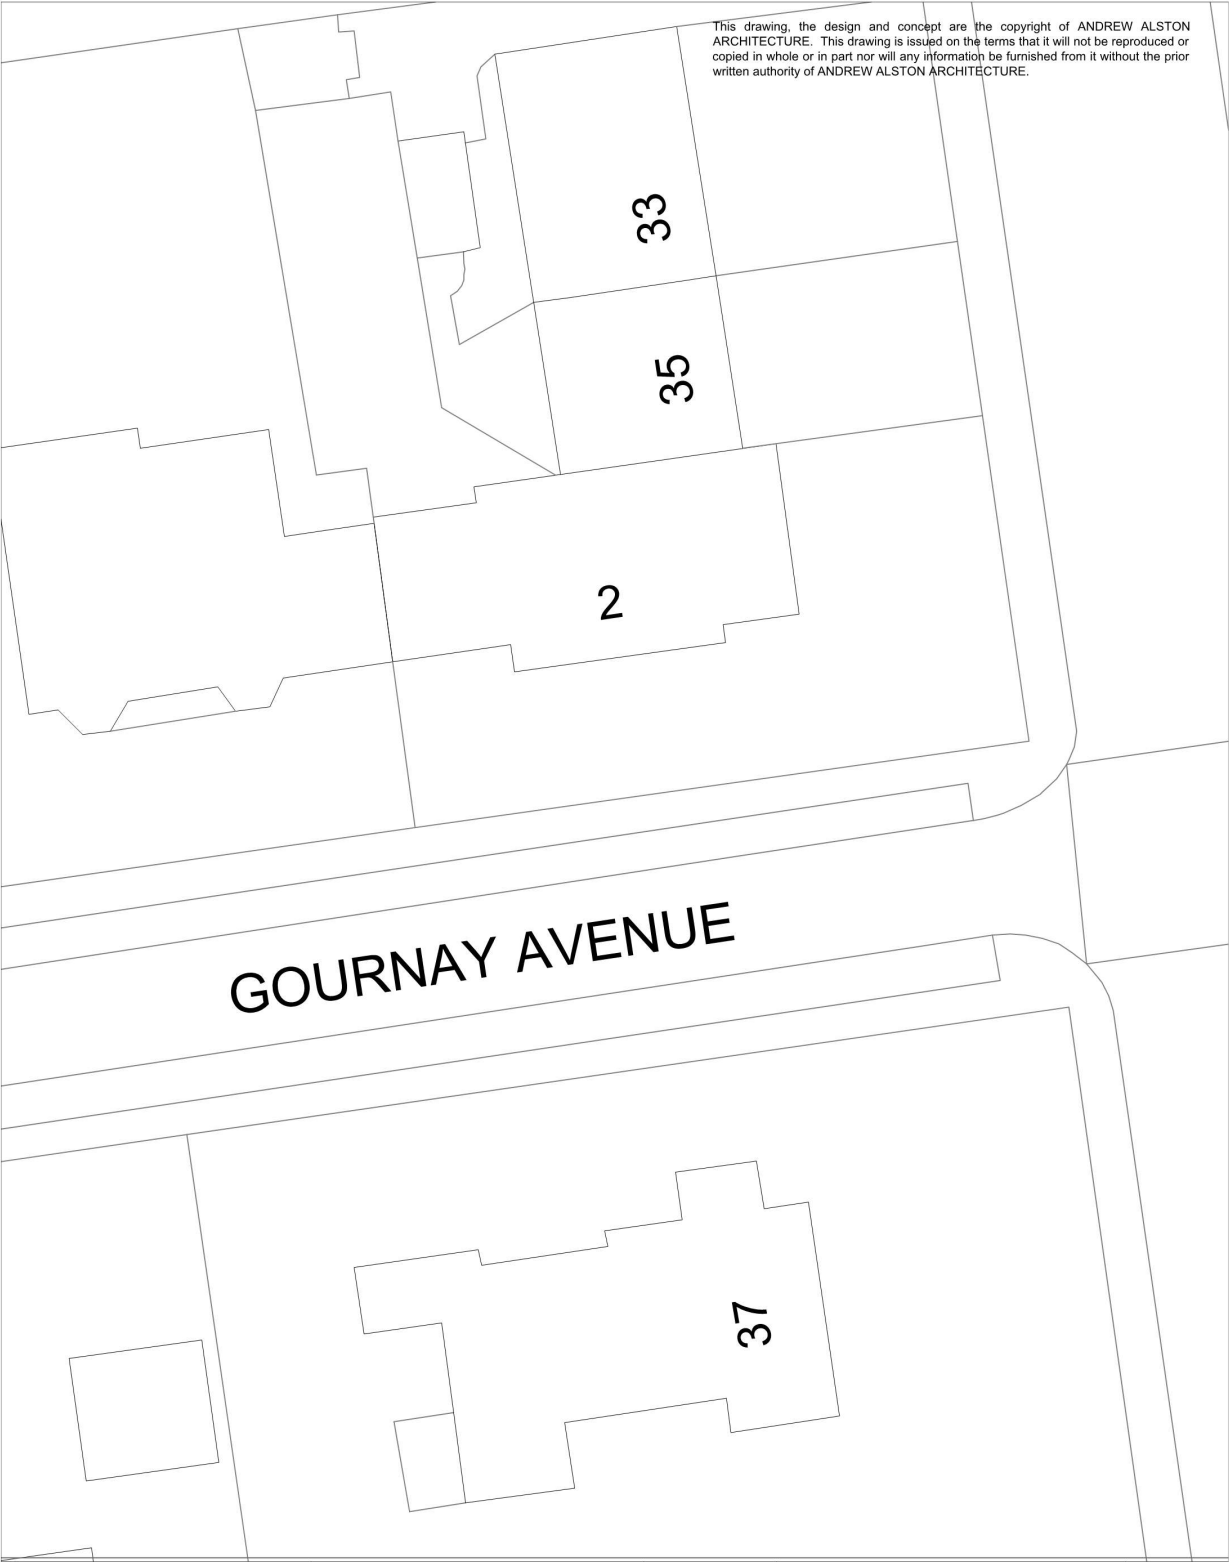 This drawing, the design and concept are the copyright of ANDREW ALSTON
ARCHITECTURE. This drawing is issued on the terms that it will not be reproduced or
copied in whole or in part nor will any information be furnished from it without the prior
written authority of ANDREW ALSTON ARCHITECTURE.
33
35
2
GOURNAY AVENUE
37